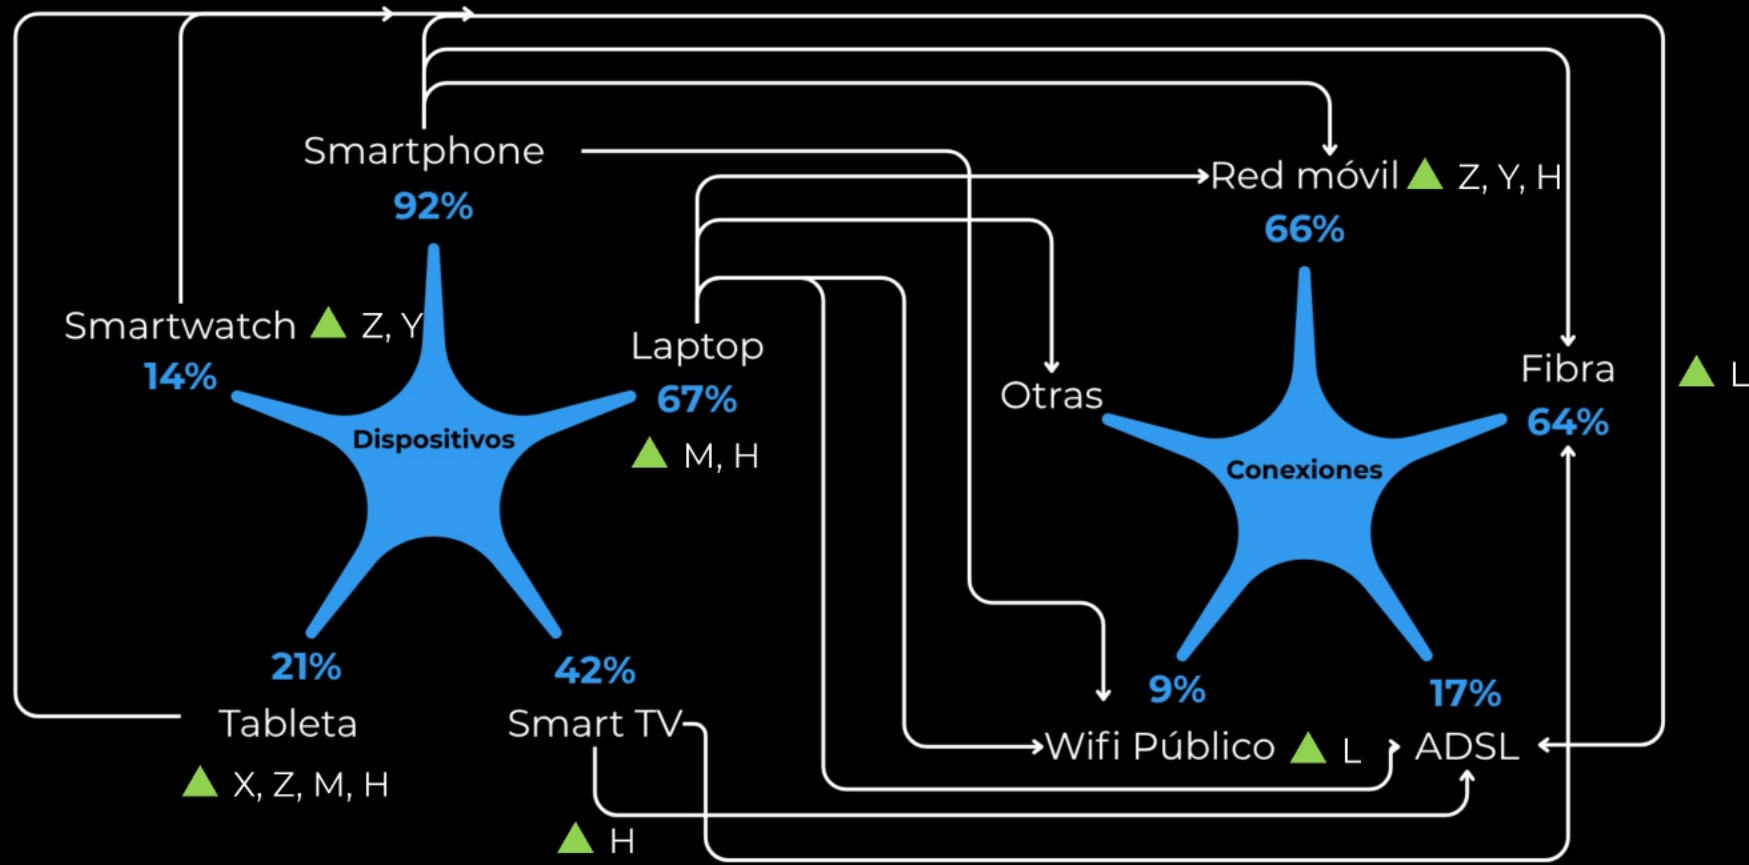 Smartphone
92%
Smartwatch Z, Y
14%
Laptop
67%
M, H
Dispositivos
21%
Tableta
X, Z, M, H
42%
Smart TV
H
Red móvil Z, Y, H
66%
Otras
Fibra
64%
L
Conexiones
9%
Wifi Público L
17%
ADSL